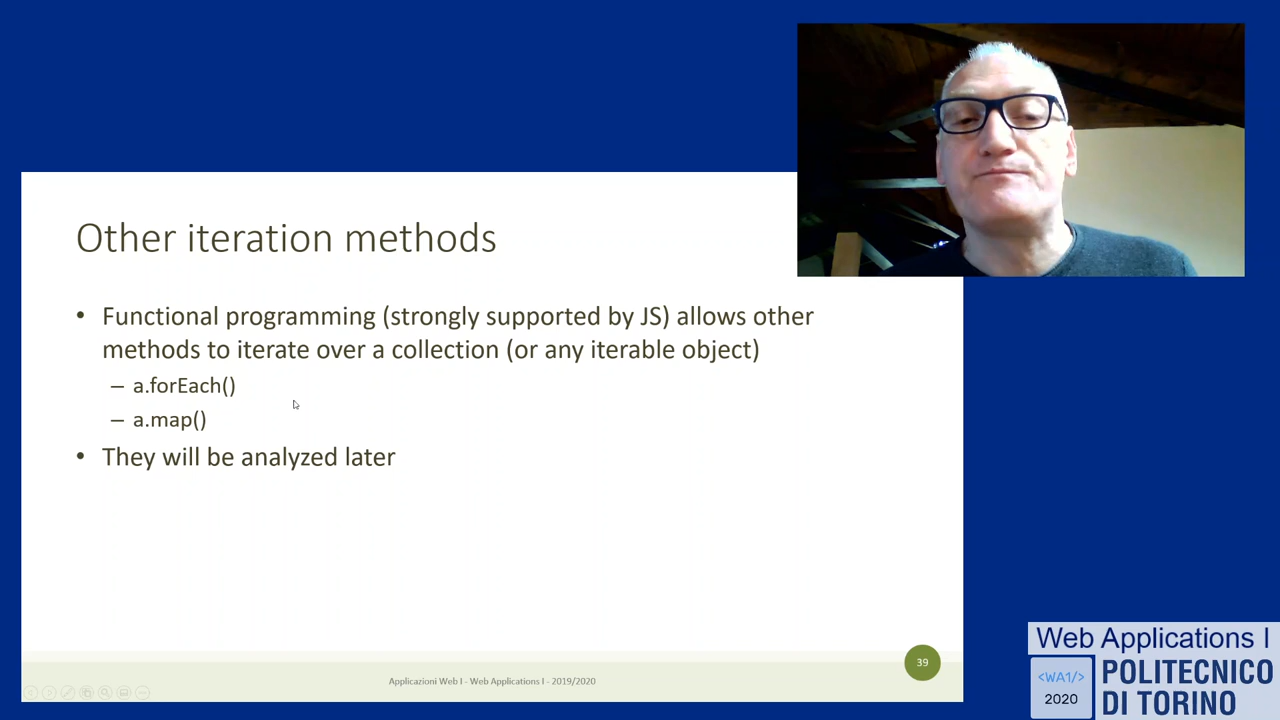 Other iteration methods
• Functional programming (strongly supported by JS) allows other
methods to iterate over a collection (or any iterable object)
– a.forEach()
– a.map()
• They will be analyzed later
39
Applicazioni Web I - Web Applications I - 2019/2020
Web Applications I
<WA1/>
2020
POLITECNICO
DI TORINO